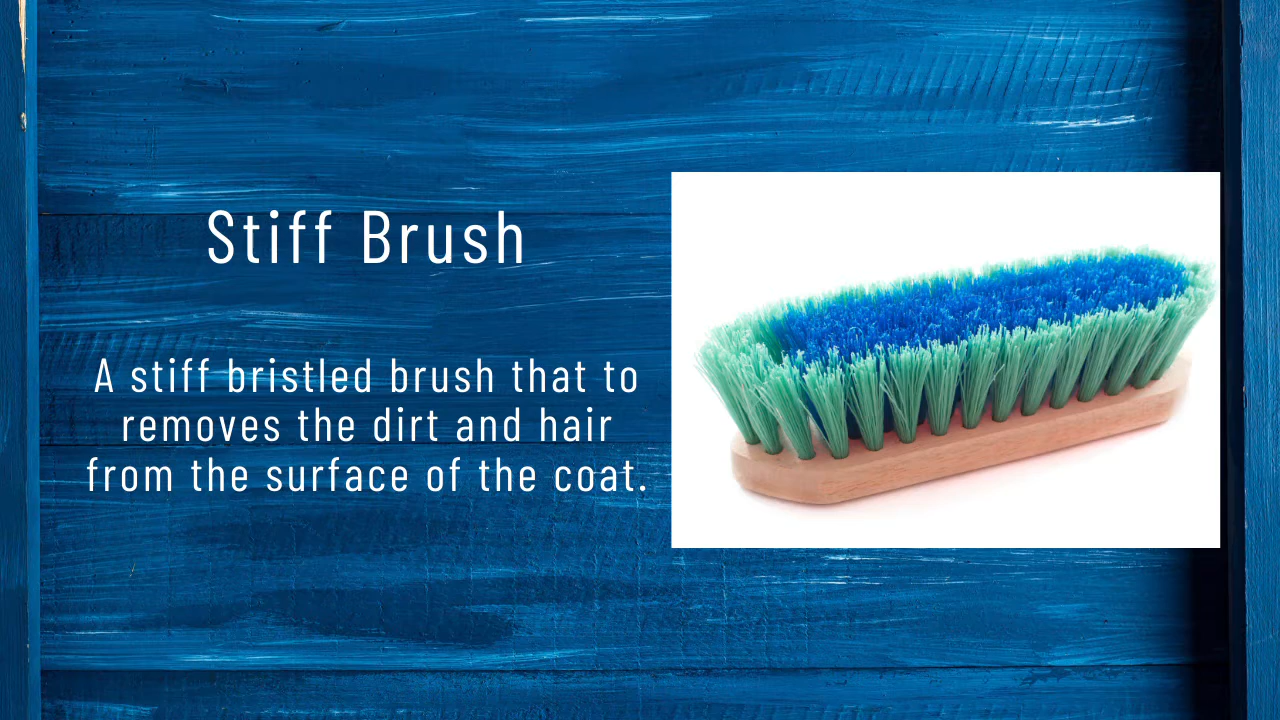 Stiff Brush
A stiff bristled brush that to
removes the dirt and hair
from the surface of the coat.